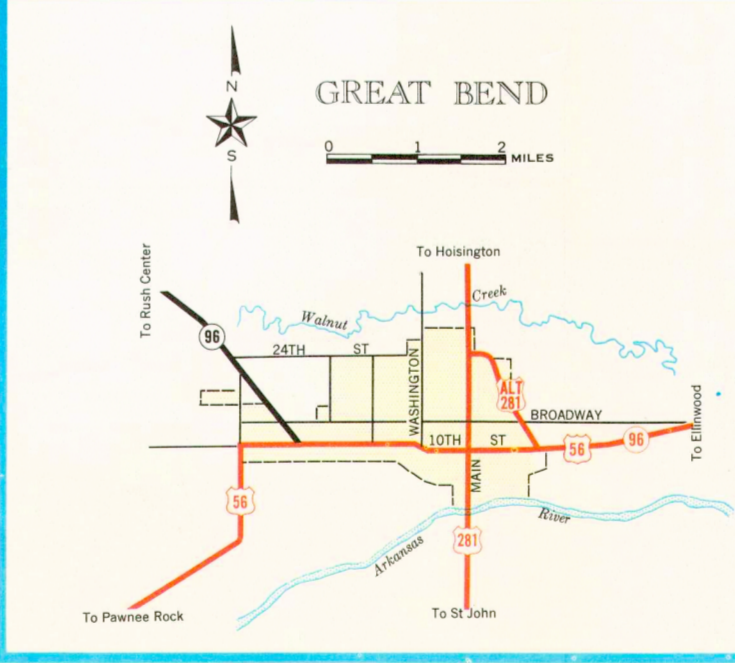 N
GREAT BEND
S
0 1 2 MILES
To Hoisington
To Rush Center
Walnut Creek
96
24TH ST
WASHINGTON
ALT 281
BROADWAY
To Ellinwood
10TH ST
56
96
MAIN
56
Arkansas River
281
To Pawnee Rock
To St John